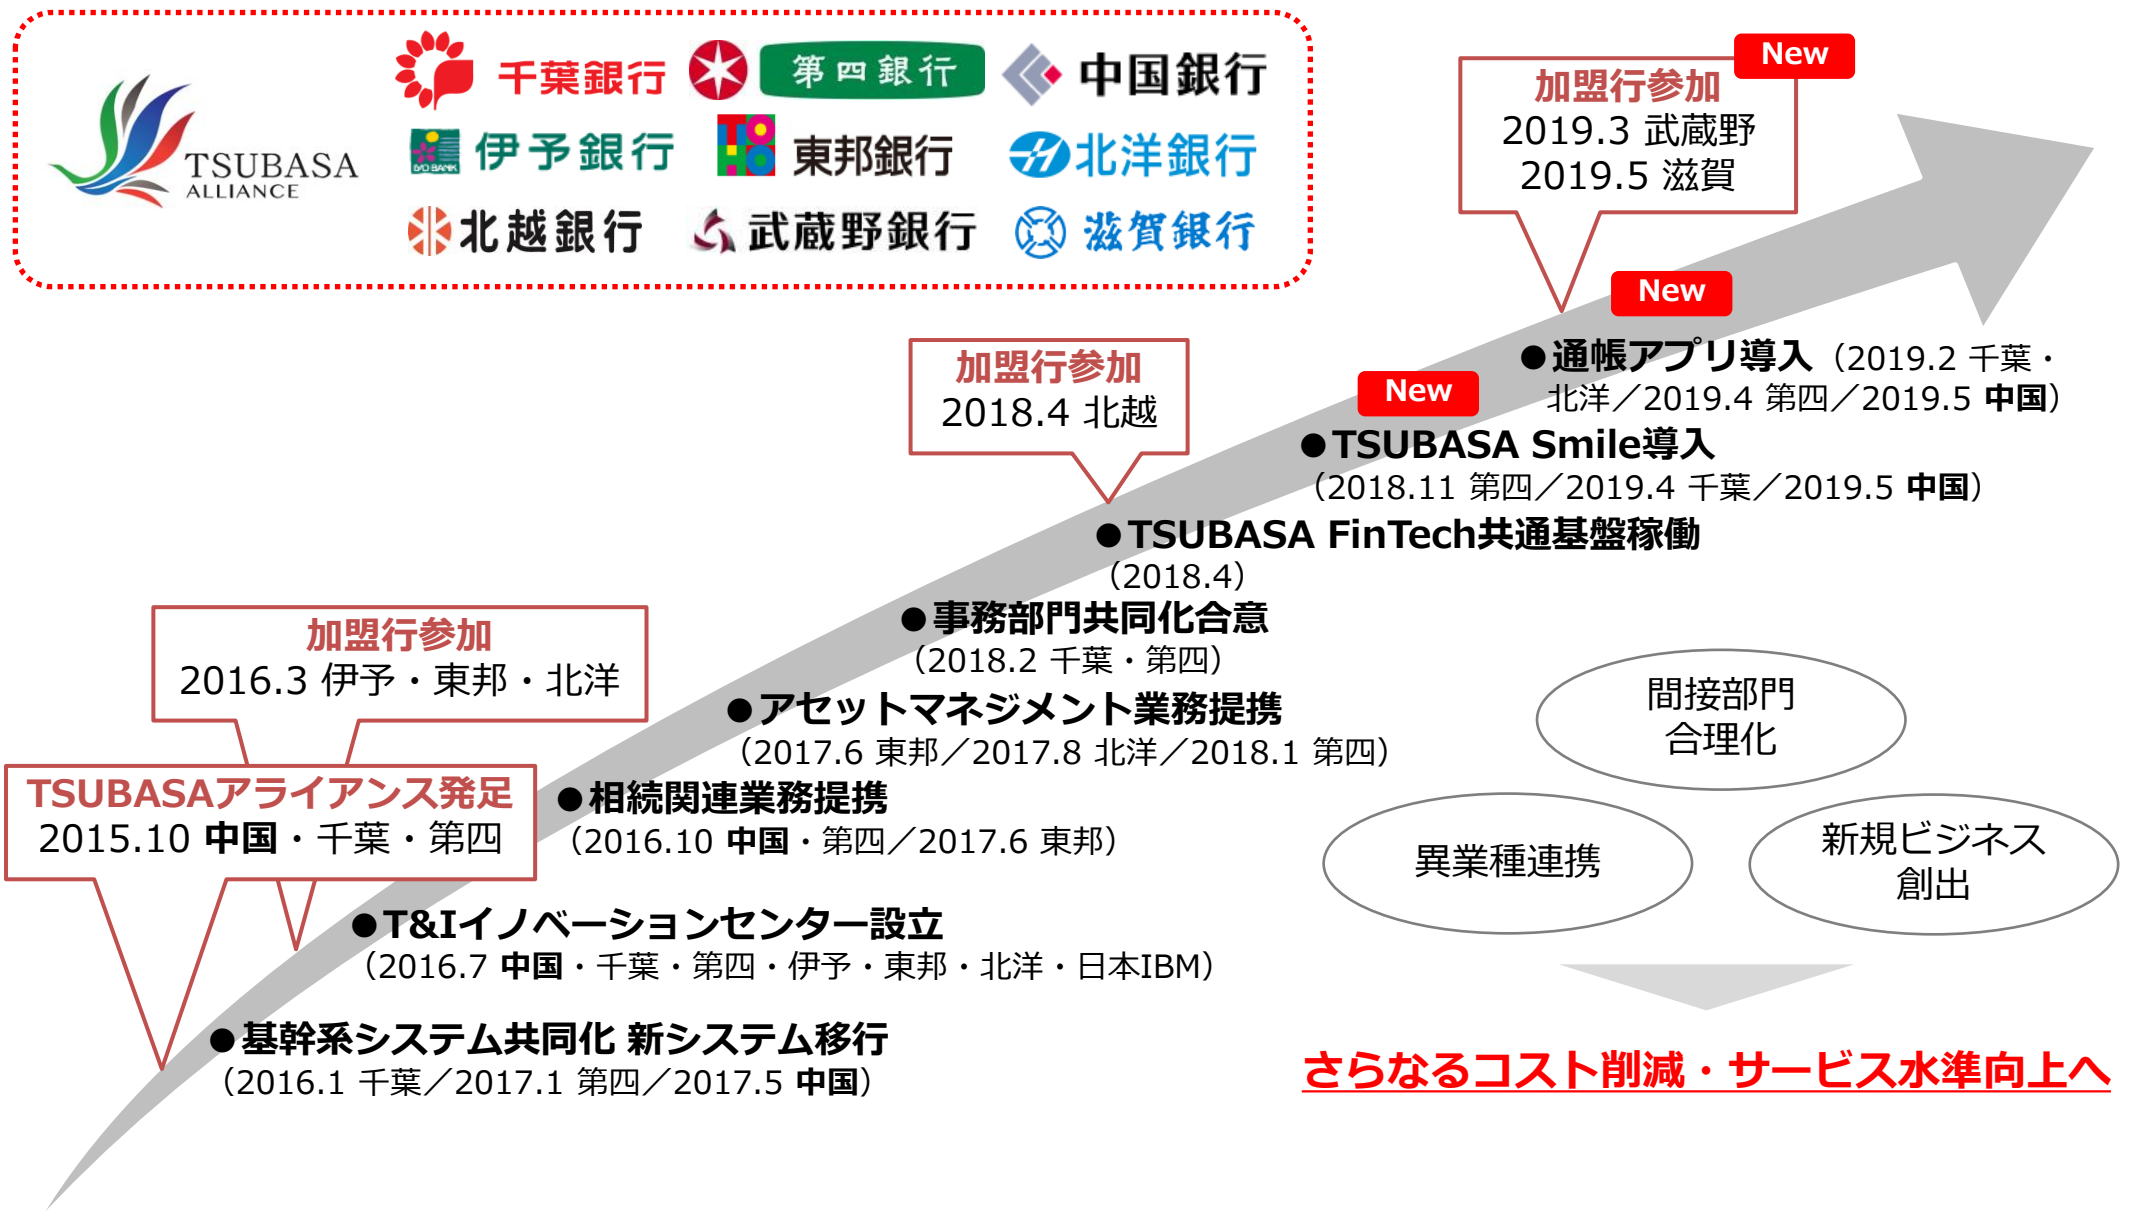 TSUBASA
ALLIANCE
千葉銀行
第四銀行
中国銀行
伊予銀行
IYO BANK
TOHO
東邦銀行
北洋銀行
北越銀行
武蔵野銀行
滋賀銀行
New
加盟行参加
2019.3 武蔵野
2019.5 滋賀
New
●通帳アプリ導入（2019.2 千葉・
北洋／2019.4 第四／2019.5 中国）
加盟行参加
2018.4 北越
New
●TSUBASA Smile導入
（2018.11 第四／2019.4 千葉／2019.5 中国）
●TSUBASA FinTech共通基盤稼働
（2018.4）
●事務部門共同化合意
（2018.2 千葉・第四）
加盟行参加
2016.3 伊予・東邦・北洋
●アセットマネジメント業務提携
（2017.6 東邦／2017.8 北洋／2018.1 第四）
TSUBASAアライアンス発足
2015.10 中国・千葉・第四
●相続関連業務提携
（2016.10 中国・第四／2017.6 東邦）
●T&Iイノベーションセンター設立
（2016.7 中国・千葉・第四・伊予・東邦・北洋・日本IBM）
●基幹系システム共同化 新システム移行
（2016.1 千葉／2017.1 第四／2017.5 中国）
間接部門
合理化
異業種連携
新規ビジネス
創出
さらなるコスト削減・サービス水準向上へ